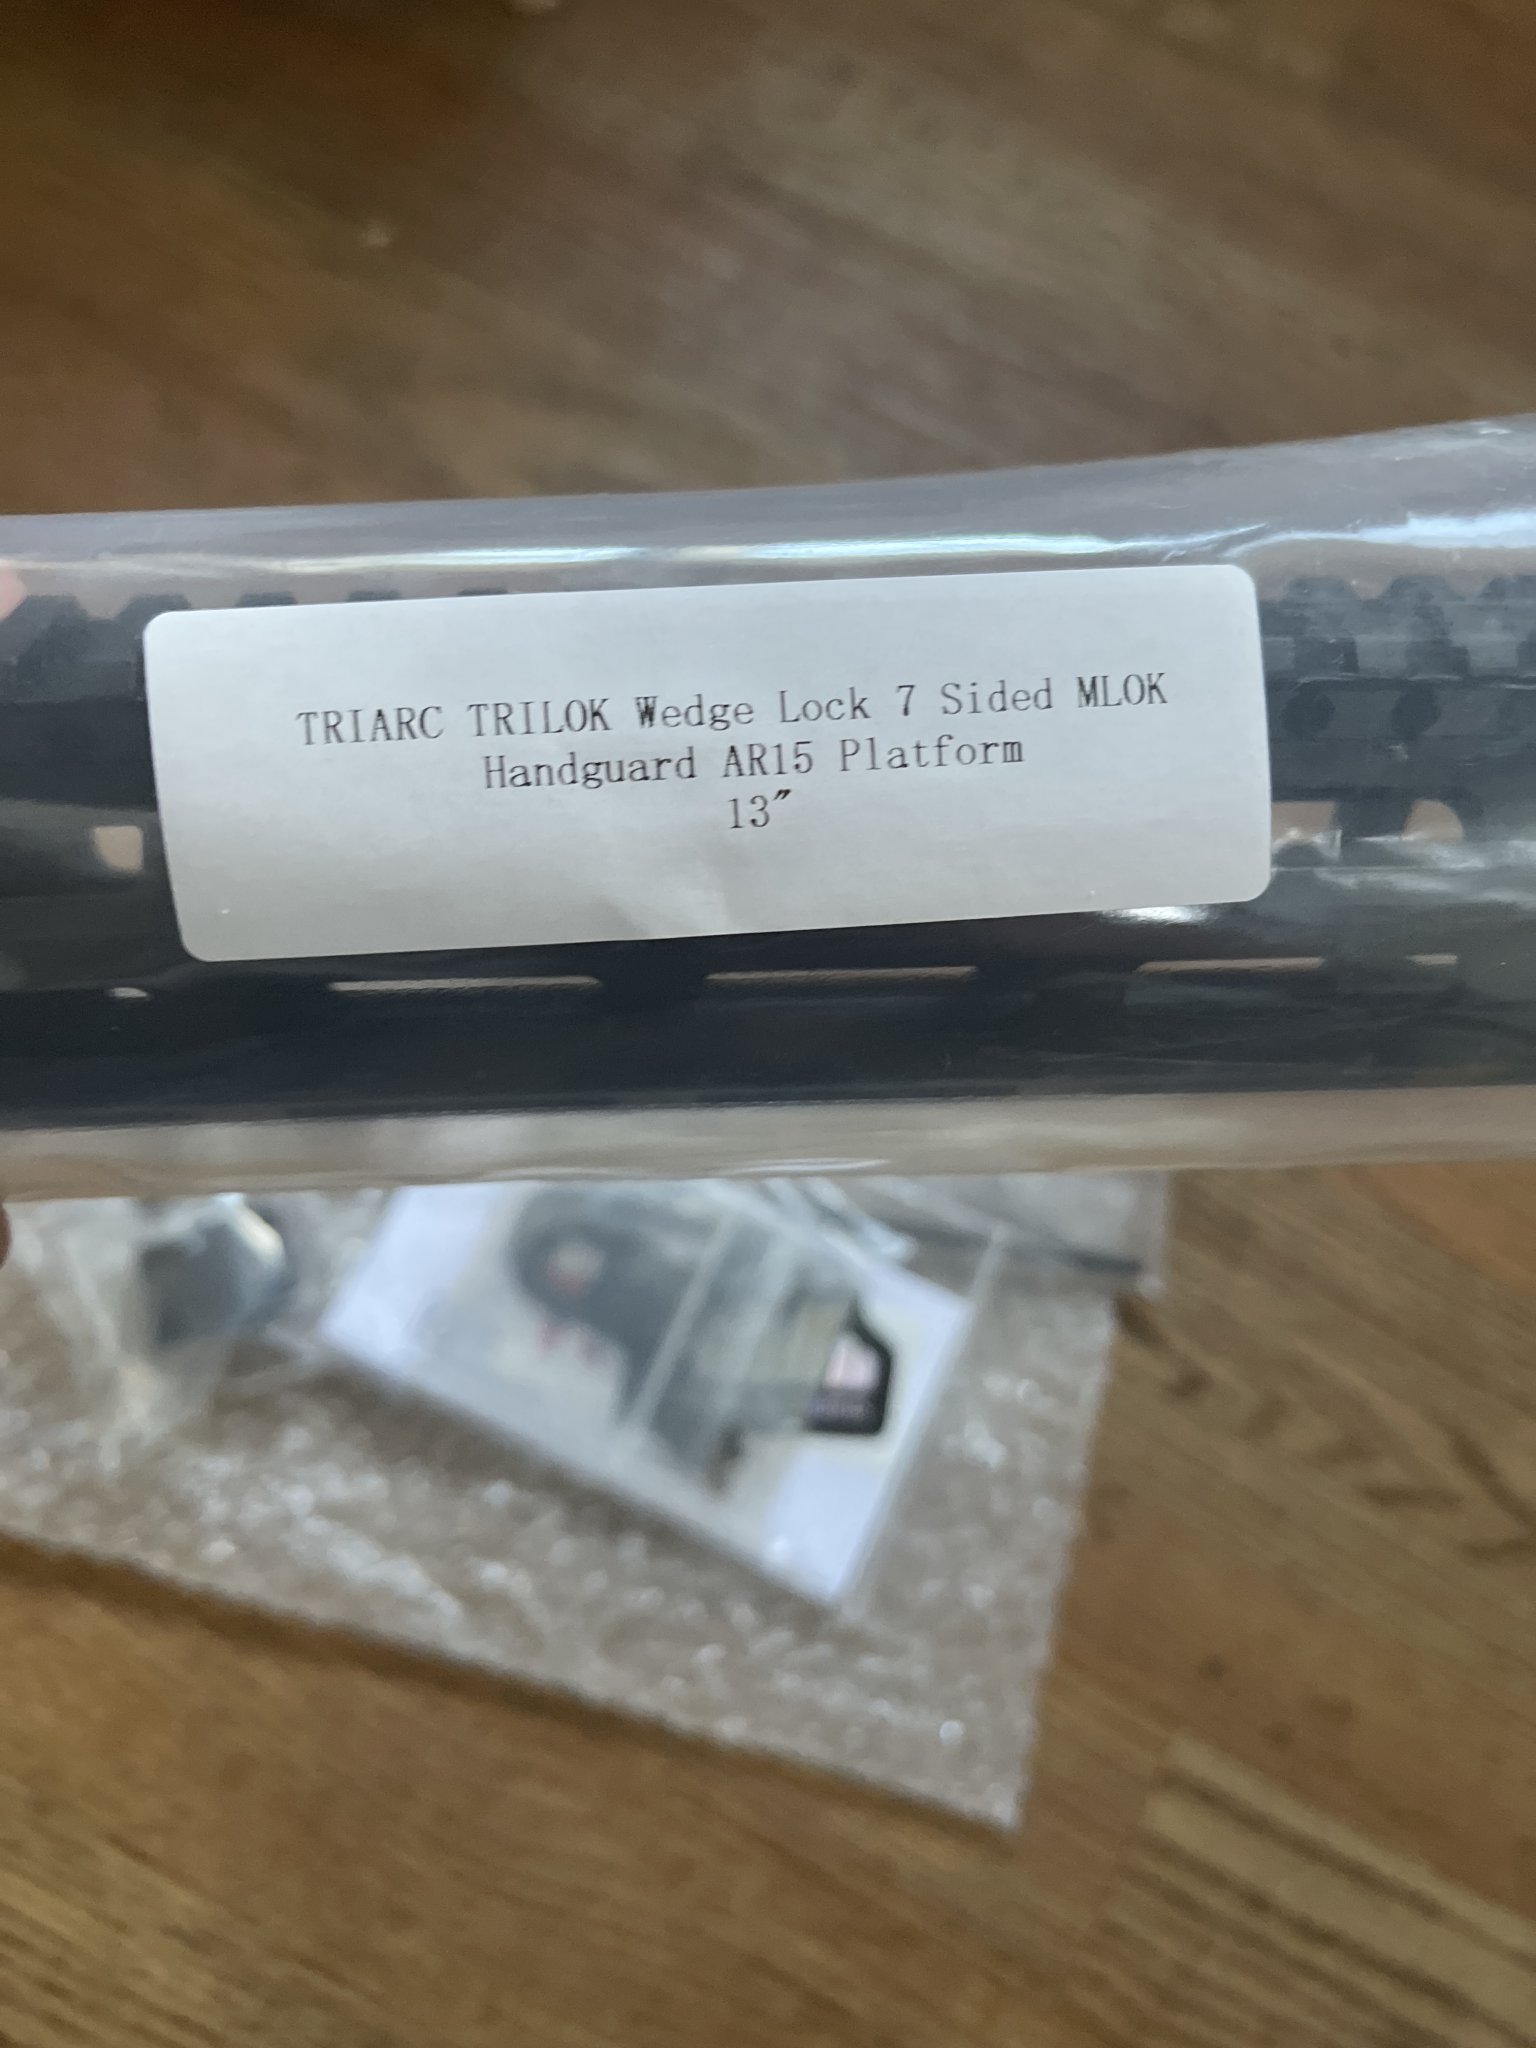 TRIARC TRILOK Wedge Lock 7 Sided MLOK
Handguard AR15 Platform
13″